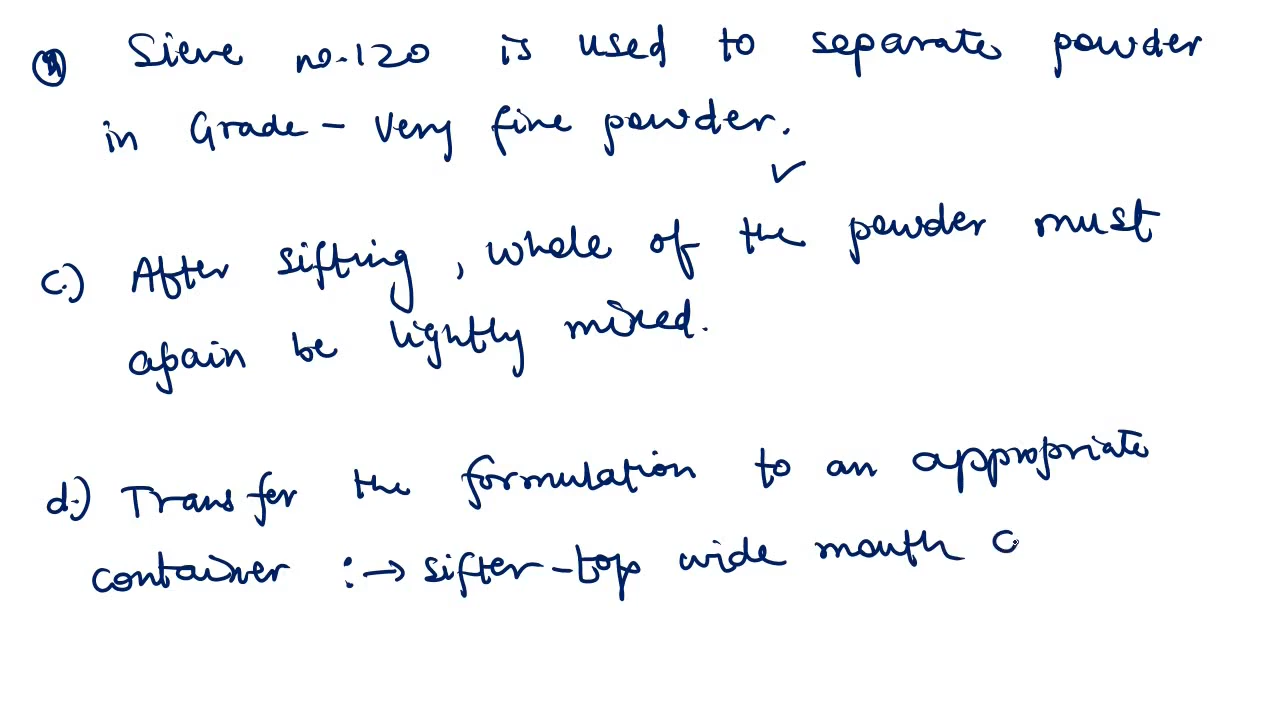 Sieve no.120 is used to separate powder
in Grade - Very fine powder.
c.) After sifting, whole of the powder must
again be lightly mixed.
d.) Transfer the formulation to an appropriate
container :→ sifter-top wide mouth c